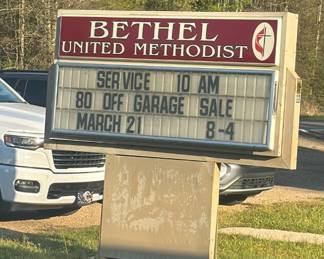 BETHEL
UNITED METHODIST
SERVICE 10 AM
80 OFF GARAGE SALE
MARCH 21 8-4